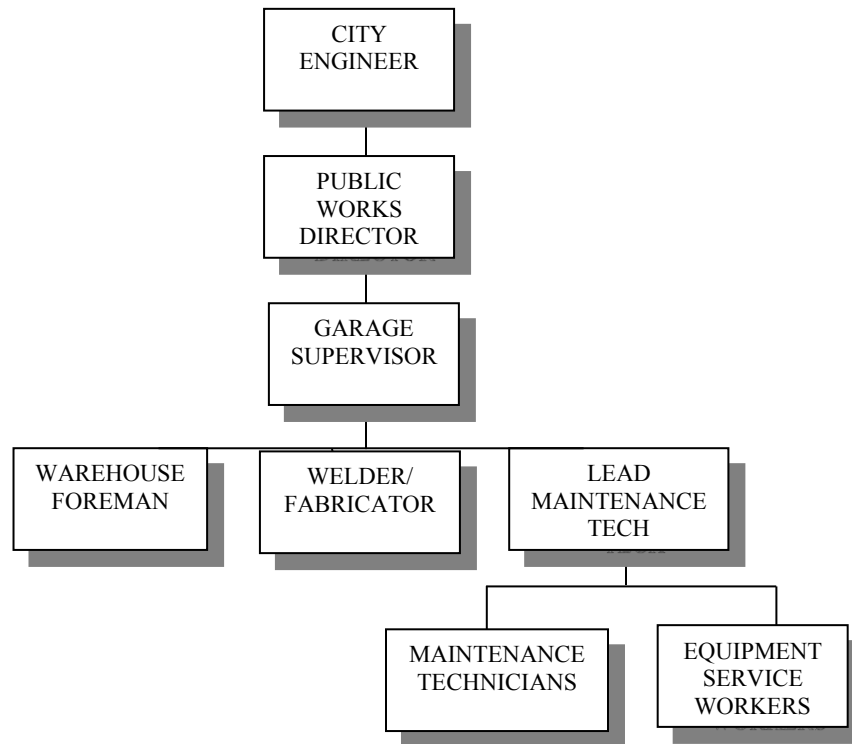 CITY
ENGINEER
PUBLIC
WORKS
DIRECTOR
GARAGE
SUPERVISOR
WAREHOUSE
FOREMAN
WELDER/
FABRICATOR
LEAD
MAINTENANCE
TECH
MAINTENANCE
TECHNICIANS
EQUIPMENT
SERVICE
WORKERS